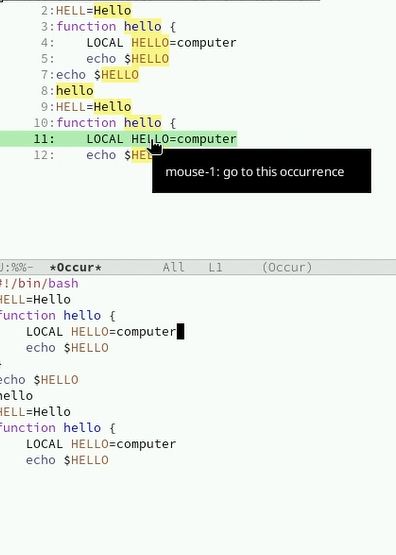 2:HELL=Hello
3:function hello {
4:    LOCAL HELLO=computer
5:    echo $HELLO
7:echo $HELLO
8:hello
9:HELL=Hello
10:function hello {
11:    LOCAL HELLO=computer
12:    echo $HEL
mouse-1: go to this occurrence
U:%%-  *Occur*      All   L1     (Occur)
#!/bin/bash
HELL=Hello
function hello {
    LOCAL HELLO=computer
    echo $HELLO
}
echo $HELLO
hello
HELL=Hello
function hello {
    LOCAL HELLO=computer
    echo $HELLO